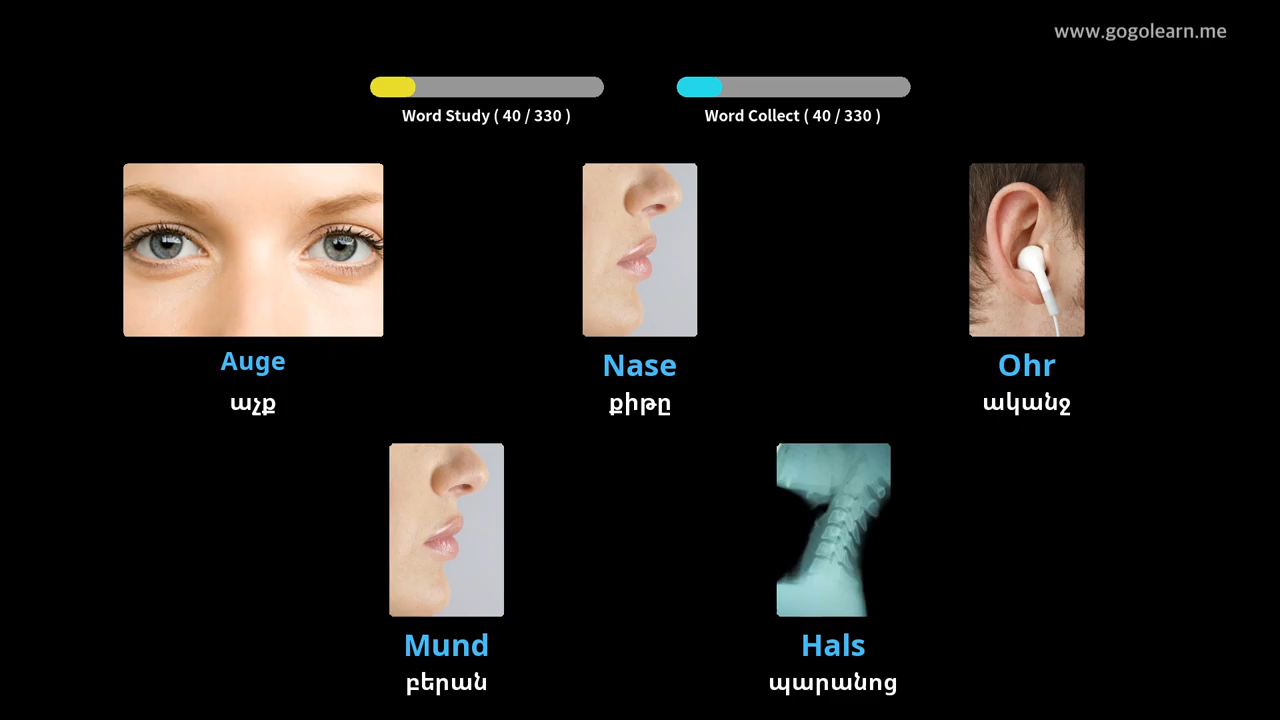 www.gogolearn.me
Word Study ( 40 / 330 )
Word Collect ( 40 / 330 )
Auge
աչք
Nase
քիթը
Ohr
ականջ
Mund
բերան
Hals
պարանոց